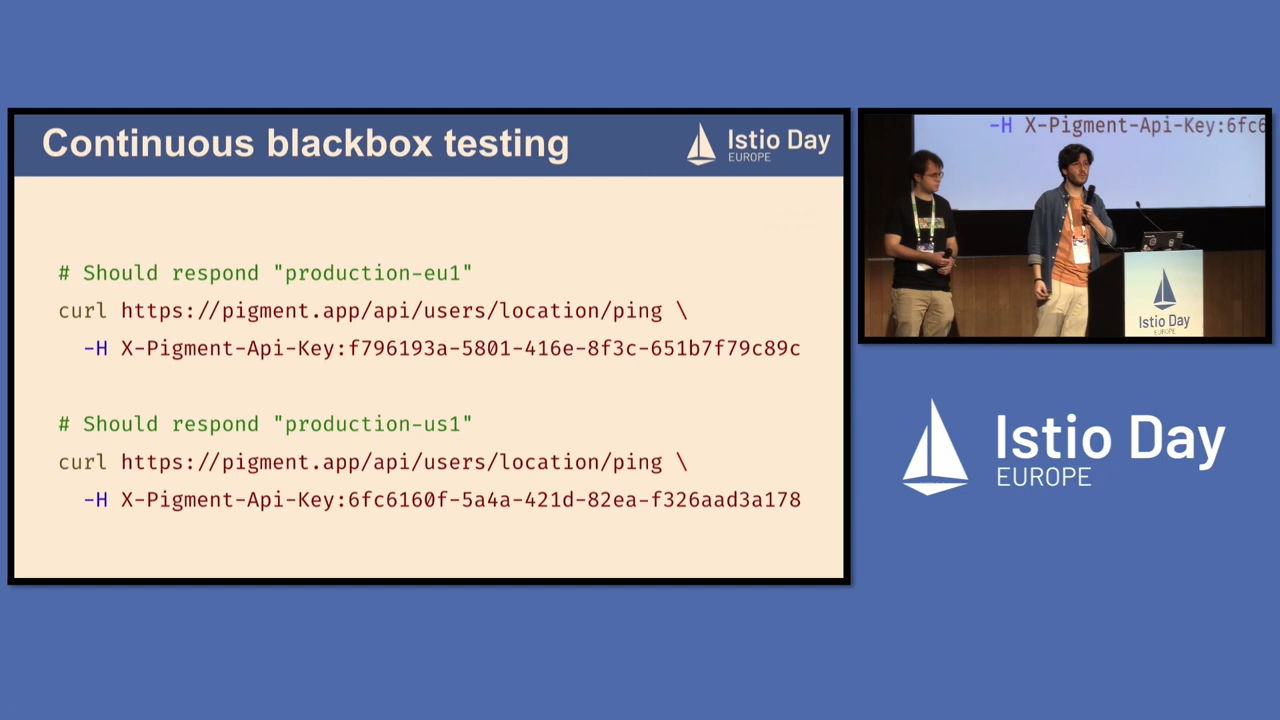 Continuous blackbox testing
Istio Day
EUROPE
# Should respond "production-eu1"
curl https://pigment.app/api/users/location/ping \
-H X-Pigment-Api-Key:f796193a-5801-416e-8f3c-651b7f79c89c
# Should respond "production-us1"
curl https://pigment.app/api/users/location/ping \
-H X-Pigment-Api-Key:6fc6160f-5a4a-421d-82ea-f326aad3a178
-H X-Pigment-Api-Key:6fc6
Istio Day
EUROPE
Istio Day
EUROPE